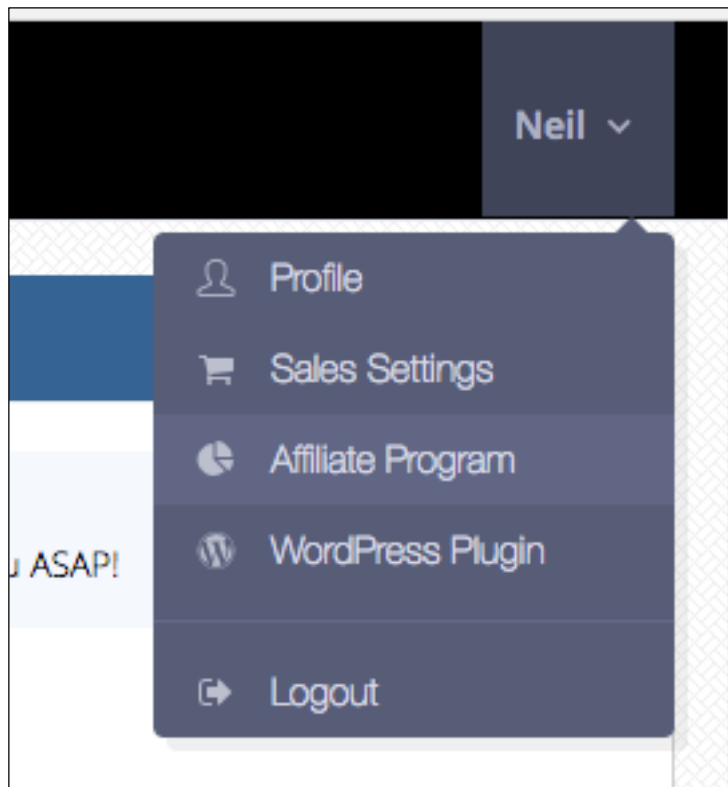 Neil
Profile
Sales Settings
Affiliate Program
WordPress Plugin
u ASAP!
Logout